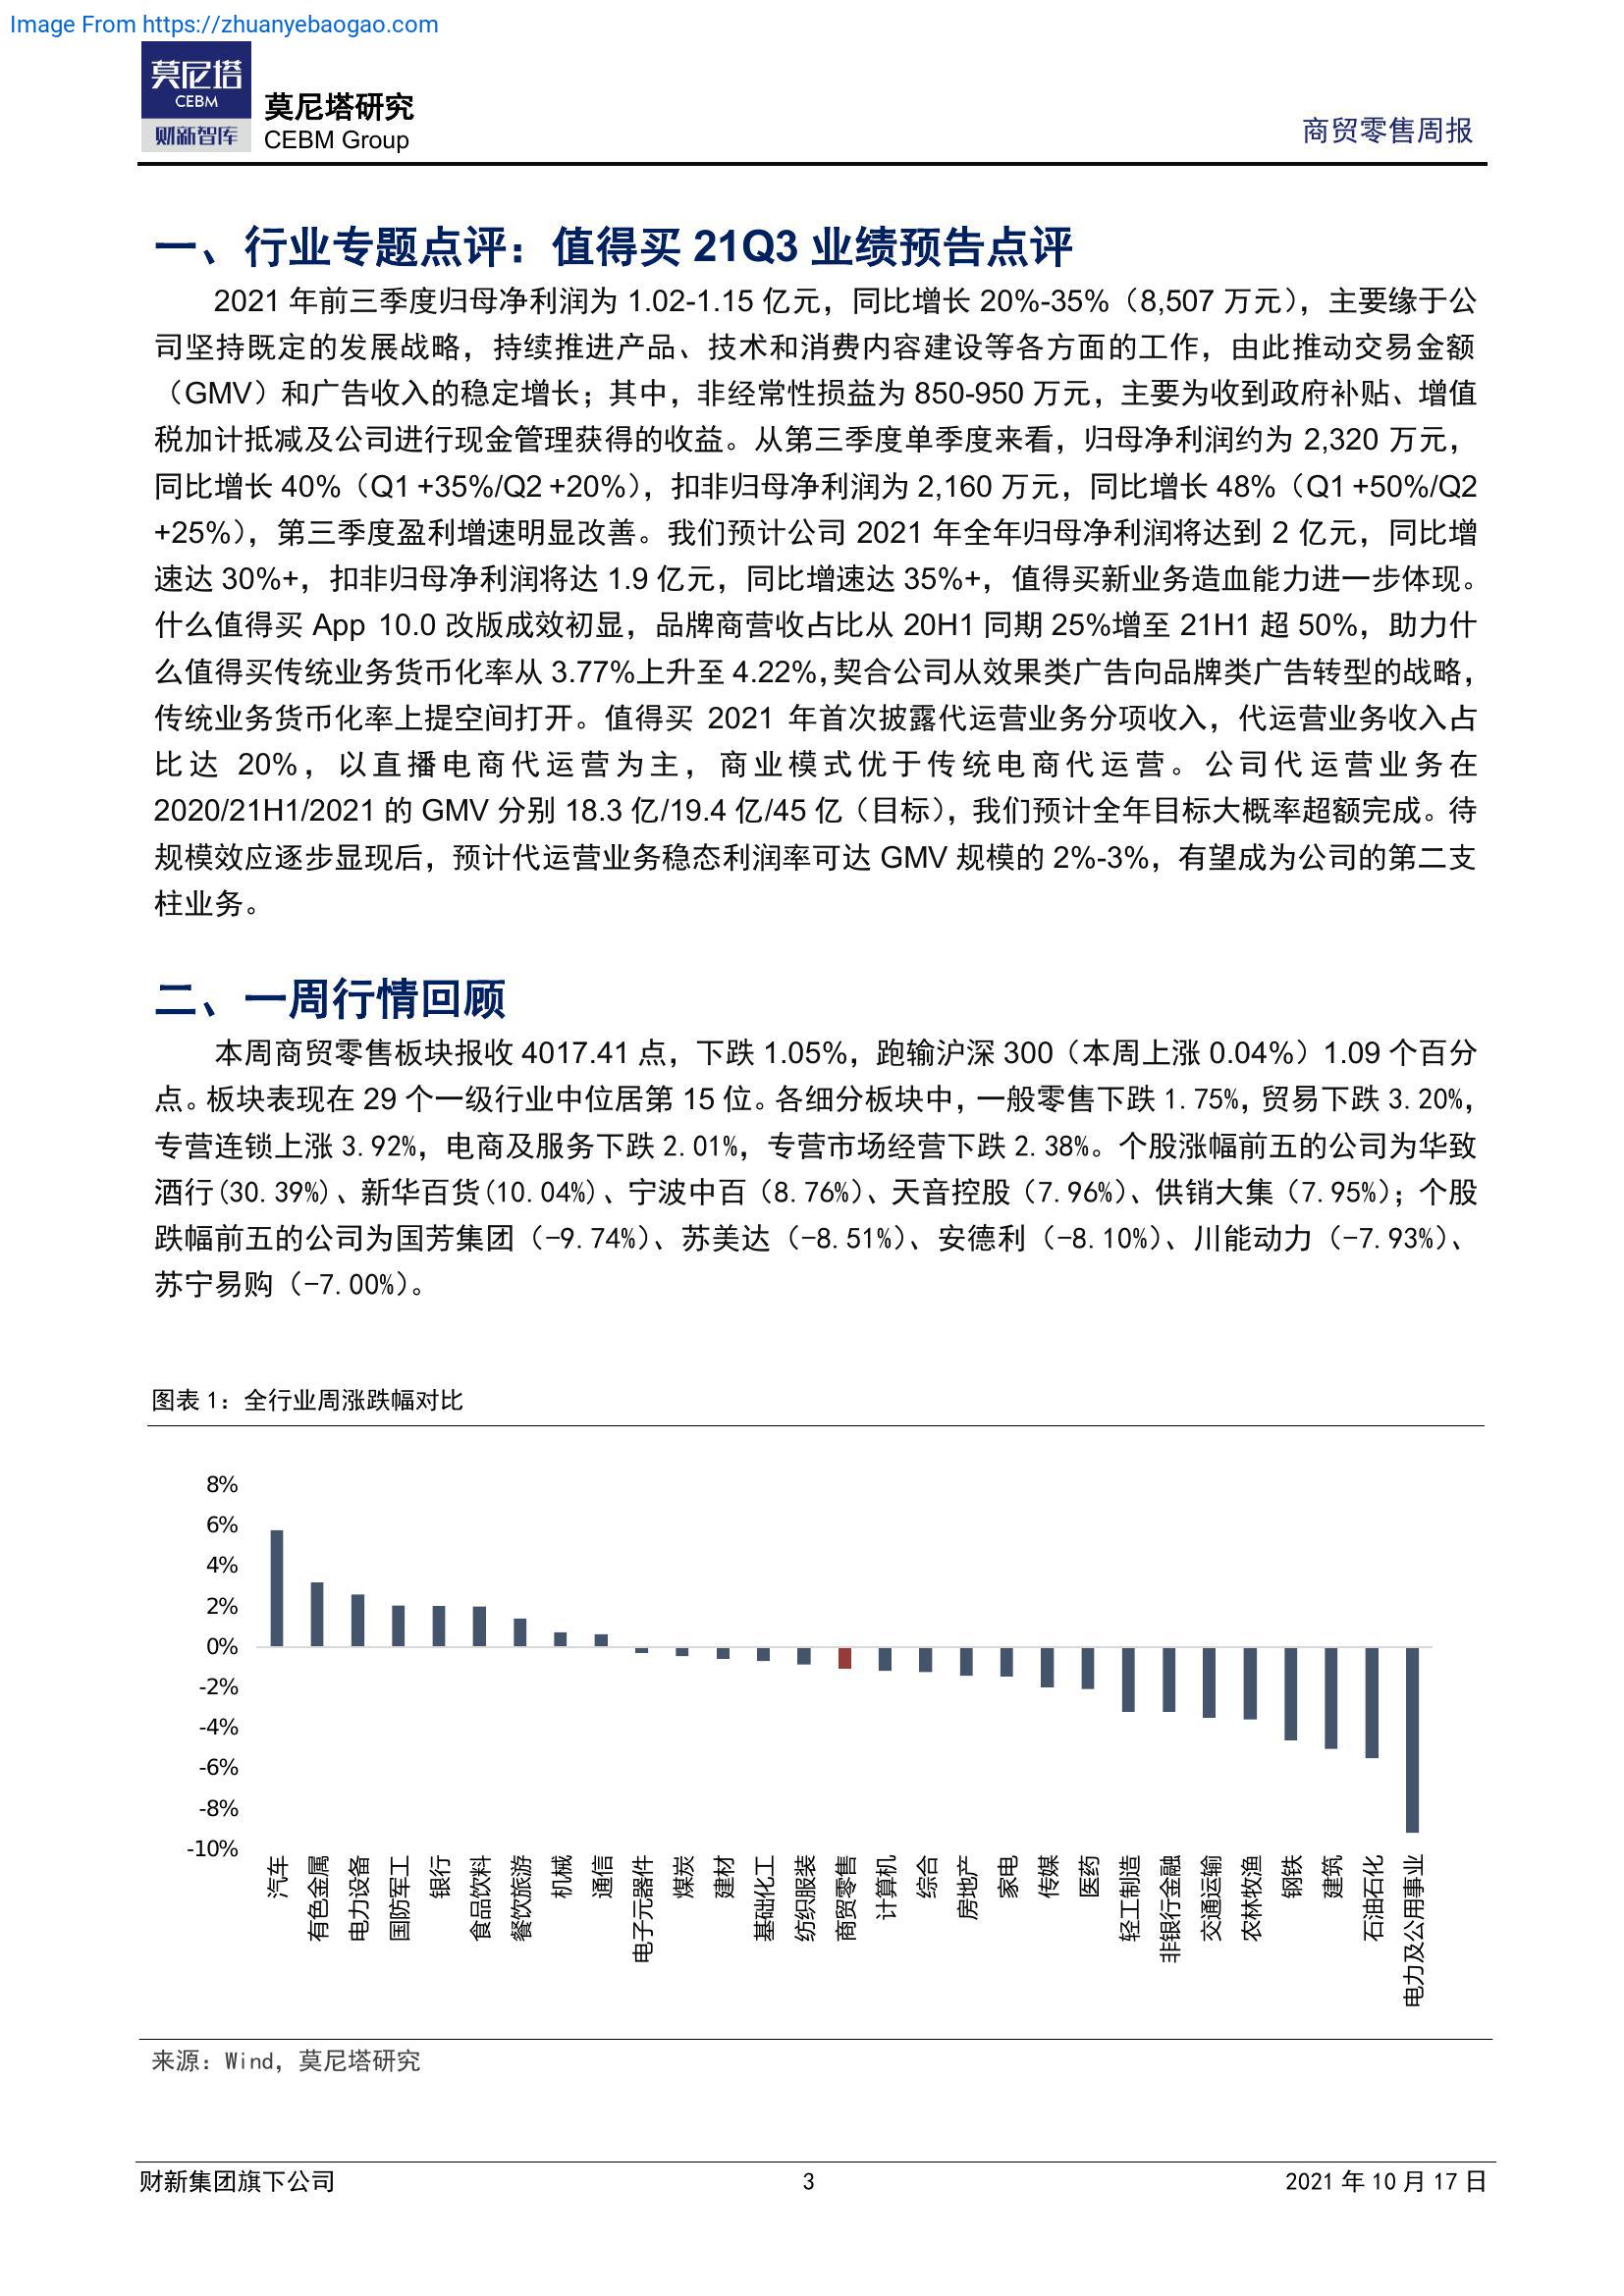 Image From https://zhuanyebaogao.com
莫尼塔
CEBM
财新智库
莫尼塔研究
CEBM Group
商贸零售周报
一、行业专题点评：值得买 21Q3 业绩预告点评
2021 年前三季度归母净利润为 1.02-1.15 亿元，同比增长 20%-35%（8,507 万元），主要缘于公
司坚持既定的发展战略，持续推进产品、技术和消费内容建设等各方面的工作，由此推动交易金额
（GMV）和广告收入的稳定增长；其中，非经常性损益为 850-950 万元，主要为收到政府补贴、增值
税加计抵减及公司进行现金管理获得的收益。从第三季度单季度来看，归母净利润约为 2,320 万元，
同比增长 40%（Q1 +35%/Q2 +20%），扣非归母净利润为 2,160 万元，同比增长 48%（Q1 +50%/Q2
+25%），第三季度盈利增速明显改善。我们预计公司 2021 年全年归母净利润将达到 2 亿元，同比增
速达 30%+，扣非归母净利润将达 1.9 亿元，同比增速达 35%+，值得买新业务造血能力进一步体现。
什么值得买 App 10.0 改版成效初显，品牌商营收占比从 20H1 同期 25%增至 21H1 超 50%，助力什
么值得买传统业务货币化率从 3.77%上升至 4.22%，契合公司从效果类广告向品牌类广告转型的战略，
传统业务货币化率上提空间打开。值得买 2021 年首次披露代运营业务分项收入，代运营业务收入占
比达 20%，以直播电商代运营为主，商业模式优于传统电商代运营。公司代运营业务在
2020/21H1/2021 的 GMV 分别 18.3 亿/19.4 亿/45 亿（目标），我们预计全年目标大概率超额完成。待
规模效应逐步显现后，预计代运营业务稳态利润率可达 GMV 规模的 2%-3%，有望成为公司的第二支
柱业务。
二、一周行情回顾
本周商贸零售板块报收 4017.41 点，下跌 1.05%，跑输沪深 300（本周上涨 0.04%）1.09 个百分
点。板块表现在 29 个一级行业中位居第 15 位。各细分板块中，一般零售下跌 1.75%，贸易下跌 3.20%，
专营连锁上涨 3.92%，电商及服务下跌 2.01%，专营市场经营下跌 2.38%。个股涨幅前五的公司为华致
酒行(30.39%)、新华百货(10.04%)、宁波中百（8.76%）、天音控股（7.96%）、供销大集（7.95%）；个股
跌幅前五的公司为国芳集团（-9.74%）、苏美达（-8.51%）、安德利（-8.10%）、川能动力（-7.93%）、
苏宁易购（-7.00%）。
图表 1：全行业周涨跌幅对比
8%
6%
4%
2%
0%
-2%
-4%
-6%
-8%
-10%
汽车
有色金属
电力设备
国防军工
银行
食品饮料
餐饮旅游
机械
通信
电子元器件
煤炭
建材
基础化工
纺织服装
商贸零售
计算机
综合
房地产
家电
传媒
医药
轻工制造
非银行金融
交通运输
农林牧渔
钢铁
建筑
石油石化
电力及公用事业
来源：Wind，莫尼塔研究
财新集团旗下公司
3
2021 年 10 月 17 日